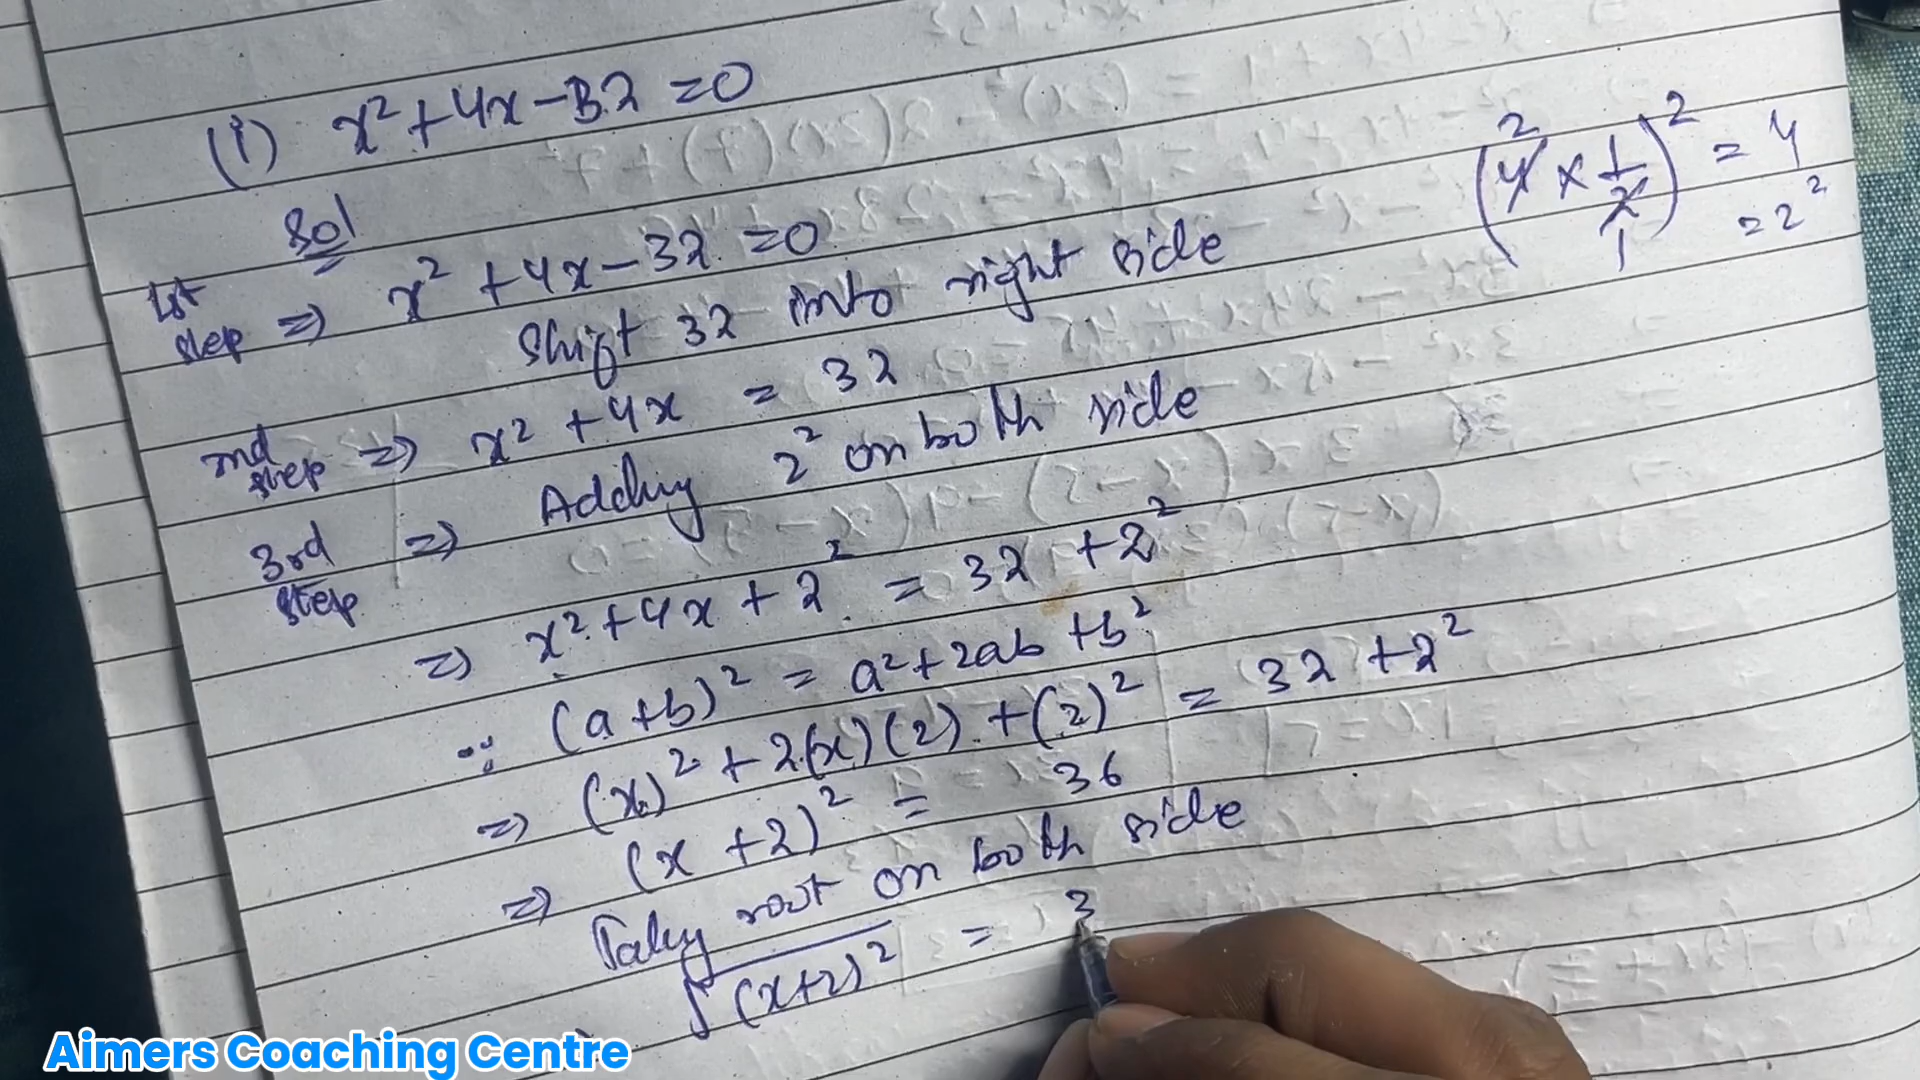 (i) x² + 4x - 32 = 0
(4 × 1/2)² = 4
2
1
= 2²
Sol
1st step ⇒ x² + 4x - 32 = 0
Shift 32 into right side
2nd step ⇒ x² + 4x = 32
3rd step ⇒ Adding 2² on both side
⇒ x² + 4x + 2² = 32 + 2²
∵ (a + b)² = a² + 2ab + b²
⇒ (x)² + 2(x)(2) + (2)² = 32 + 2²
⇒ (x + 2)² = 36
Taking root on both side
√(x+2)² = 3
Aimers Coaching Centre